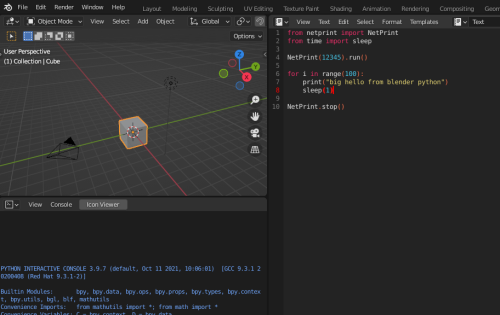 File Edit Render Window Help Layout Modeling Sculpting UV Editing Texture Paint Shading Animation Rendering Compositing Geom
Object Mode View Select Add Object Global View Text Edit Select Format Templates Text
Options
User Perspective
(1) Collection | Cube
Z
Y
X
1 from netprint import NetPrint
2 from time import sleep
3
4 NetPrint(12345).run()
5
6 for i in range(100):
7 print("big hello from blender python")
8 sleep(1)
9
10 NetPrint.stop()
View Console Icon Viewer
PYTHON INTERACTIVE CONSOLE 3.9.7 (default, Oct 11 2021, 10:06:01) [GCC 9.3.1 2
0200408 (Red Hat 9.3.1-2)]
Builtin Modules: bpy, bpy.data, bpy.ops, bpy.props, bpy.types, bpy.contex
t, bpy.utils, bgl, blf, mathutils
Convenience Imports: from mathutils import *; from math import *
Convenience Variables: C = bpy.context, D = bpy.data